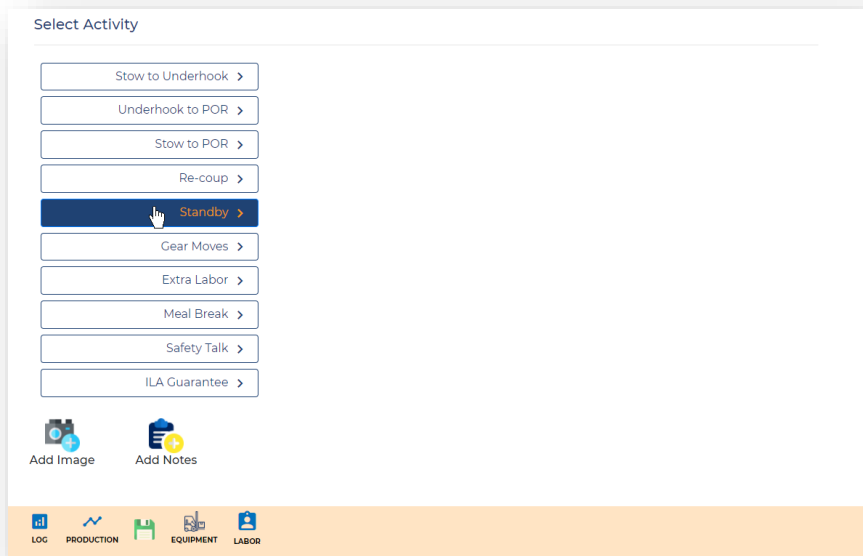 Select Activity
Stow to Underhook
Underhook to POR
Stow to POR
Re-coup
Standby
Gear Moves
Extra Labor
Meal Break
Safety Talk
ILA Guarantee
Add Image Add Notes
LOG PRODUCTION EQUIPMENT LABOR